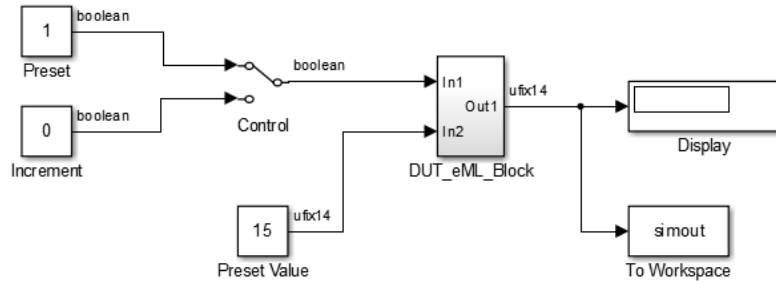 boolean
1
Preset
boolean
0
Increment
Control
boolean
In1
In2
Out1
DUT_eML_Block
ufix14
15
Preset Value
ufix14
Display
simout
To Workspace